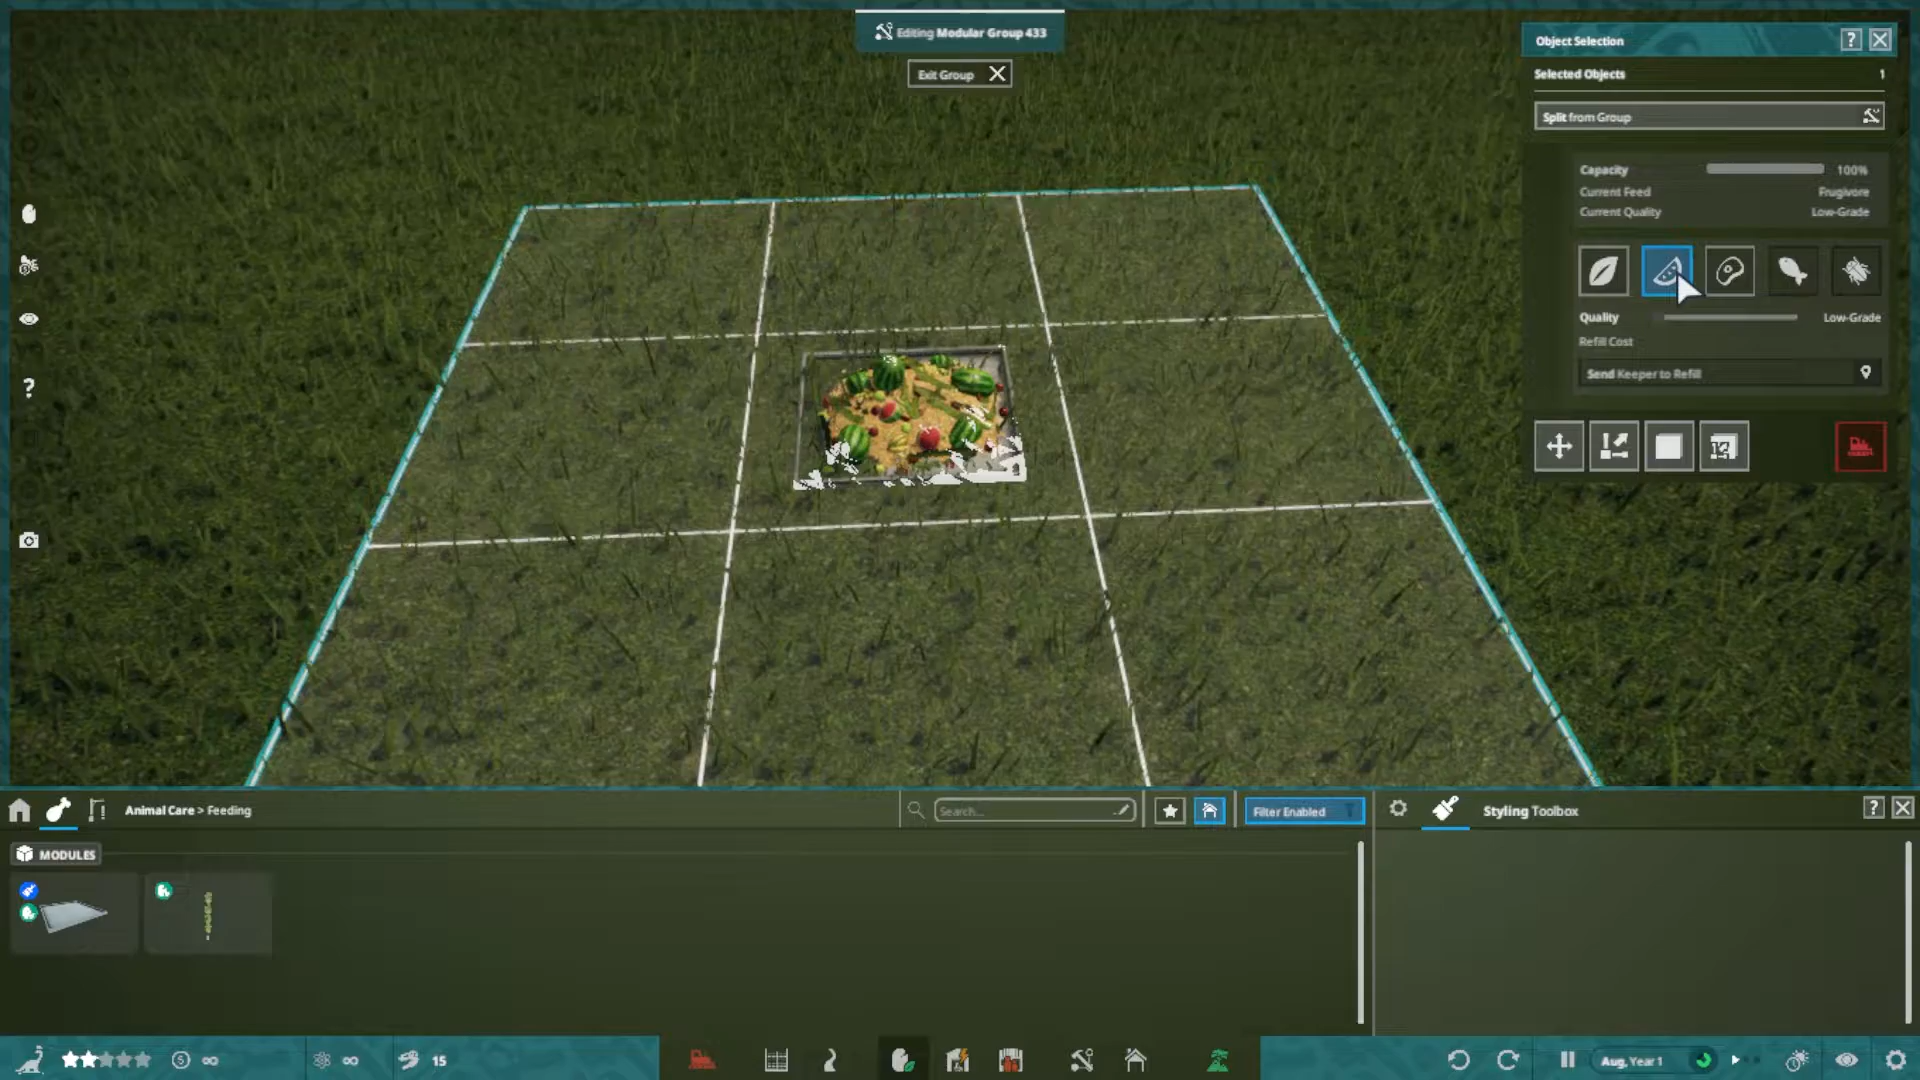 Editing Modular Group 433
Exit Group
Object Selection
?
Selected Objects 1
Split from Group
Capacity 100%
Current Feed Frugivore
Current Quality Low-Grade
Quality Low-Grade
Refill Cost
Send Keeper to Refill
?
Animal Care > Feeding
Search...
Filter Enabled
Styling Toolbox
?
MODULES
∞
∞
15
Aug, Year 1